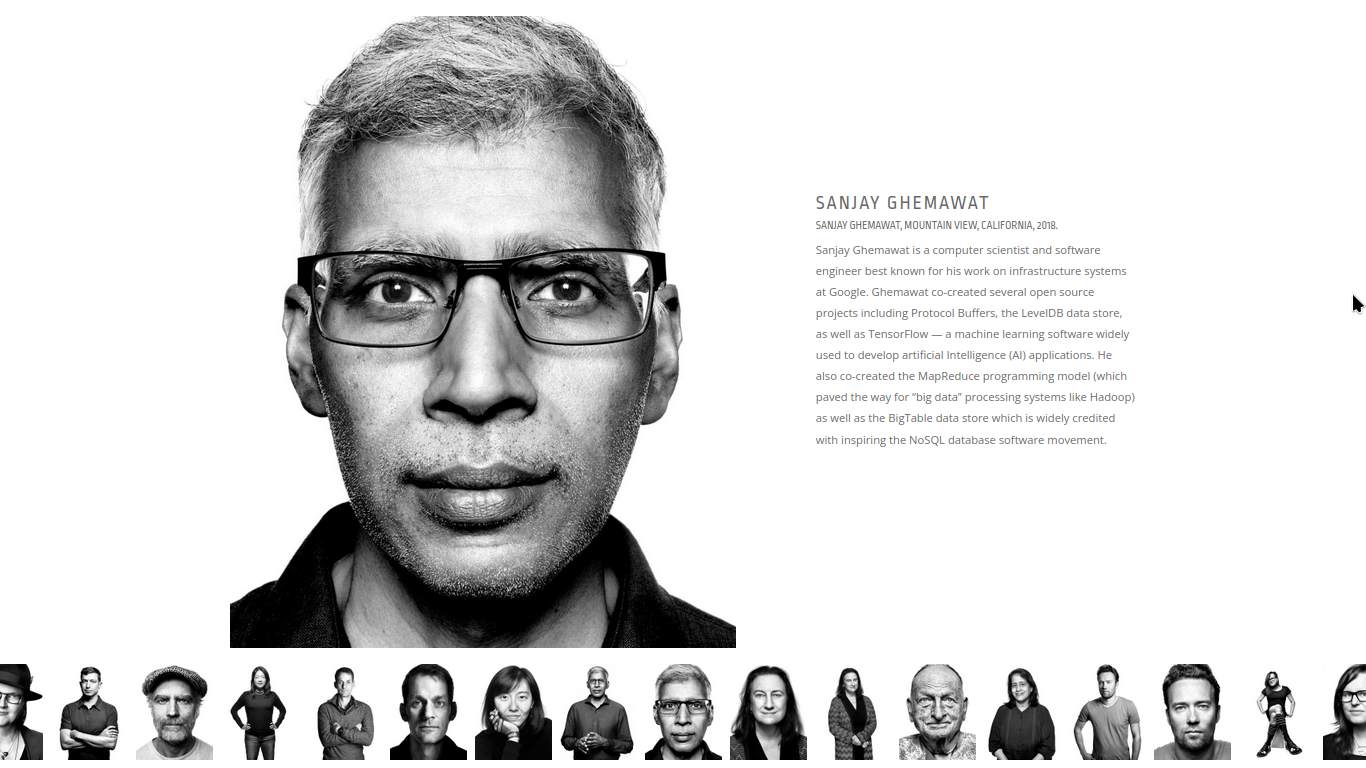 SANJAY GHEMAWAT
SANJAY GHEMAWAT, MOUNTAIN VIEW, CALIFORNIA, 2018.
Sanjay Ghemawat is a computer scientist and software
engineer best known for his work on infrastructure systems
at Google. Ghemawat co-created several open source
projects including Protocol Buffers, the LevelDB data store,
as well as TensorFlow — a machine learning software widely
used to develop artificial Intelligence (AI) applications. He
also co-created the MapReduce programming model (which
paved the way for “big data” processing systems like Hadoop)
as well as the BigTable data store which is widely credited
with inspiring the NoSQL database software movement.